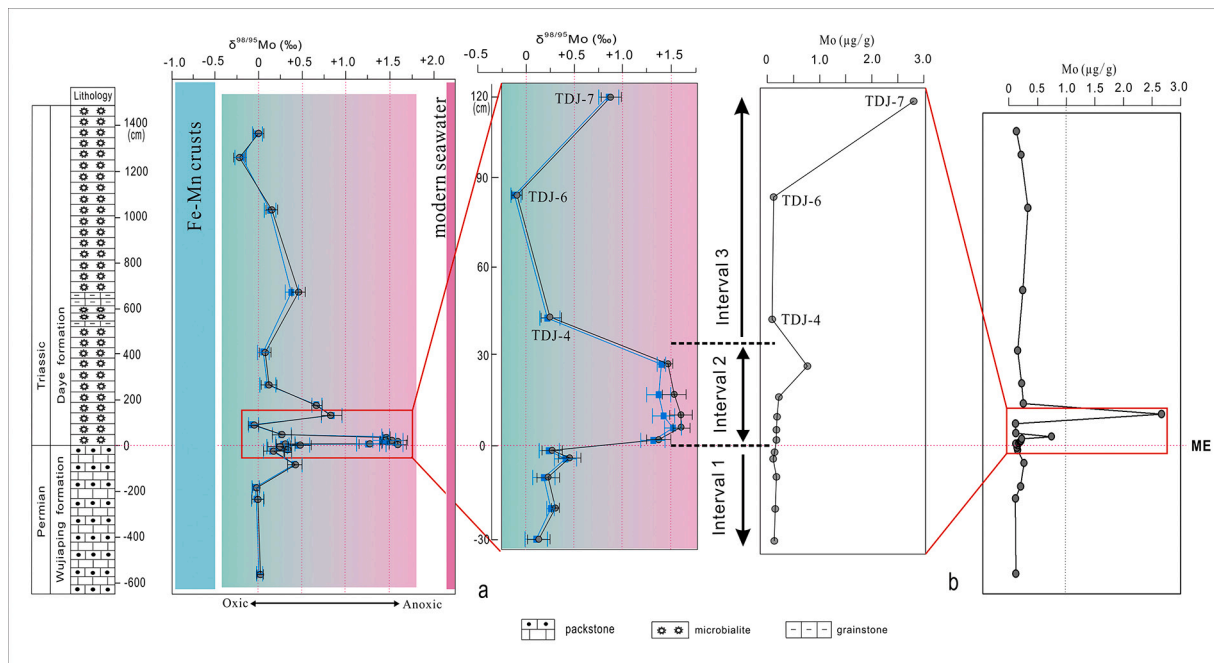 δ98/95Mo (‰)
-1.0 0 +0.5 +1.0 +1.5 +2.0
Lithology
1400
(cm)
1200
1000
800
600
400
200
0
-200
-400
-600
Triassic
Daye formation
Permian
Wujiaping formation
Fe-Mn crusts
modern seawater
Oxic
Anoxic
a
δ98/95Mo (‰)
-0.5 0 +0.5 +1.0 +1.5
120
(cm)
90
60
30
0
-30
TDJ-7
TDJ-6
TDJ-4
Interval 3
Interval 2
Interval 1
Mo (μg/g)
0 1.0 2.0 3.0
TDJ-7
TDJ-6
TDJ-4
b
Mo (μg/g)
0 0.5 1.0 1.5 2.0 2.5 3.0
ME
packstone
microbialite
grainstone